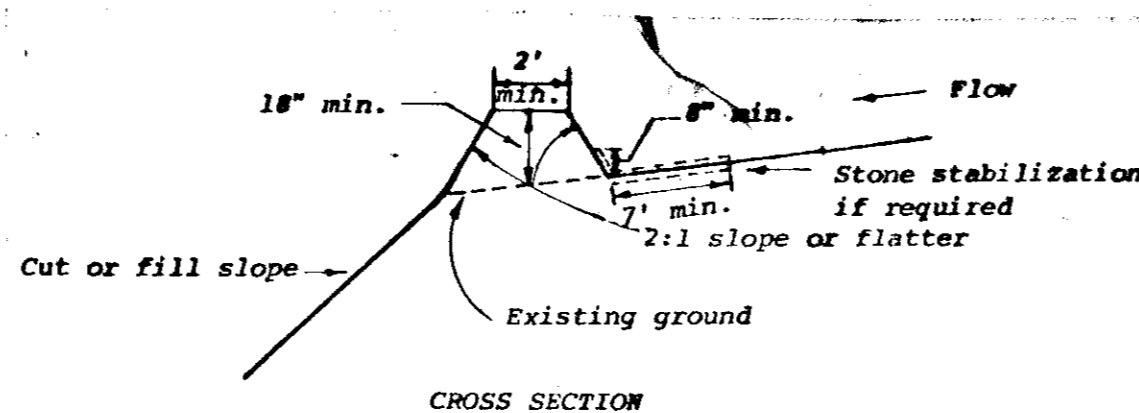 2'
min.
18" min.
8" min.
Flow
Stone stabilization
if required
7' min.
2:1 slope or flatter
Cut or fill slope
Existing ground
CROSS SECTION